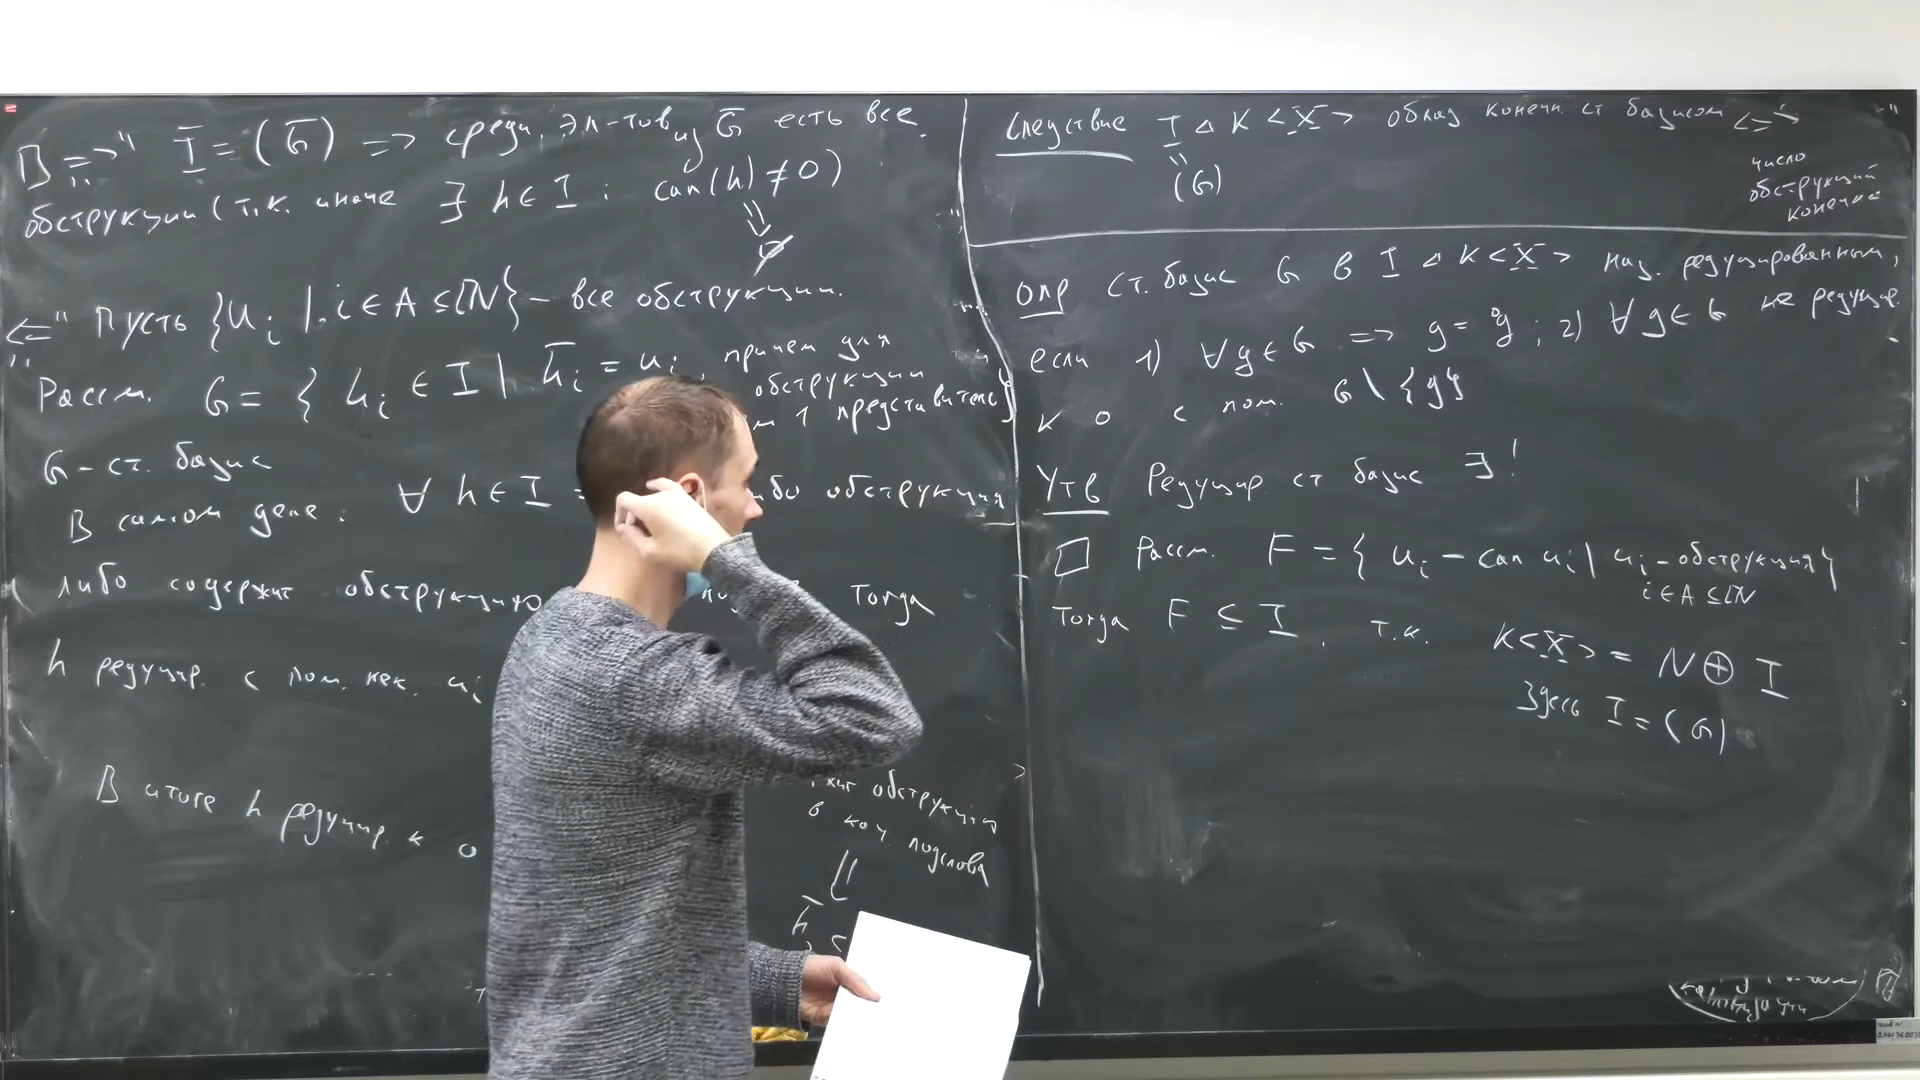 "=>" I = (G) => среди эл-тов из G есть все
обструкции (т.к. иначе ∃ h ∈ I : can(h) ≠ 0)
"<=" Пусть {u_i | i ∈ A ⊆ ℕ} – все обструкции.
Рассм. G = { h_i ∈ I | h̄_i = u_i, причем для
обструкции
1 представитель}
G – ст. базис
В самом деле: ∀ h ∈ I = обструкция
либо содержит обструкцию Тогда
h редуцир. с пом. нек.
В итоге h редуцир. к 0
обструкция
в кач. подслова
Следствие I ◁ K<X> облад конечн. ст базисом <=>
(G)
число
обструкций
конечно
Опр Ст. базис G в I ◁ K<X> наз. редуцированным,
если 1) ∀ g ∈ G => g = °g ; 2) ∀ g ∈ G не редуцир.
к 0 с пом. G \ {g}
Утв Редуцир. ст базис ∃!
□ Рассм. F = { u_i – can u_i | u_i – обструкция}
i ∈ A ⊆ ℕ
Тогда F ⊆ I, т.к. K<X> = N ⊕ I
Здесь I = (G)